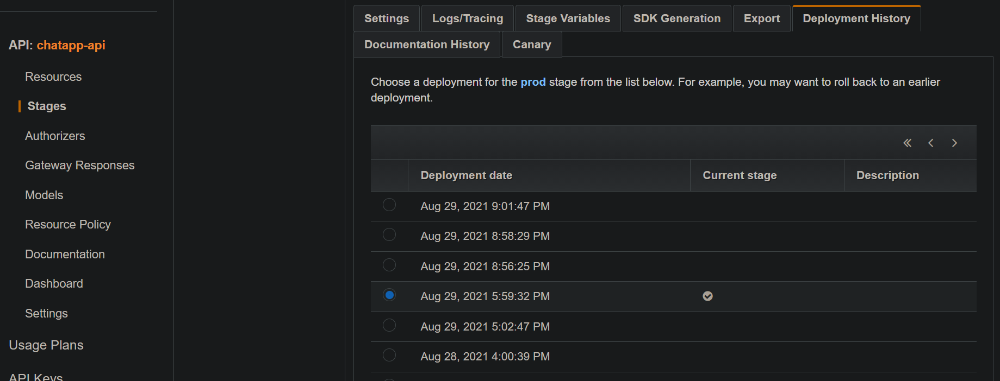 API: chatapp-api
Resources
Stages
Authorizers
Gateway Responses
Models
Resource Policy
Documentation
Dashboard
Settings
Usage Plans
API Keys
Settings Logs/Tracing Stage Variables SDK Generation Export Deployment History
Documentation History Canary
Choose a deployment for the prod stage from the list below. For example, you may want to roll back to an earlier
deployment.
Deployment date Current stage Description
Aug 29, 2021 9:01:47 PM
Aug 29, 2021 8:58:29 PM
Aug 29, 2021 8:56:25 PM
Aug 29, 2021 5:59:32 PM
Aug 29, 2021 5:02:47 PM
Aug 28, 2021 4:00:39 PM